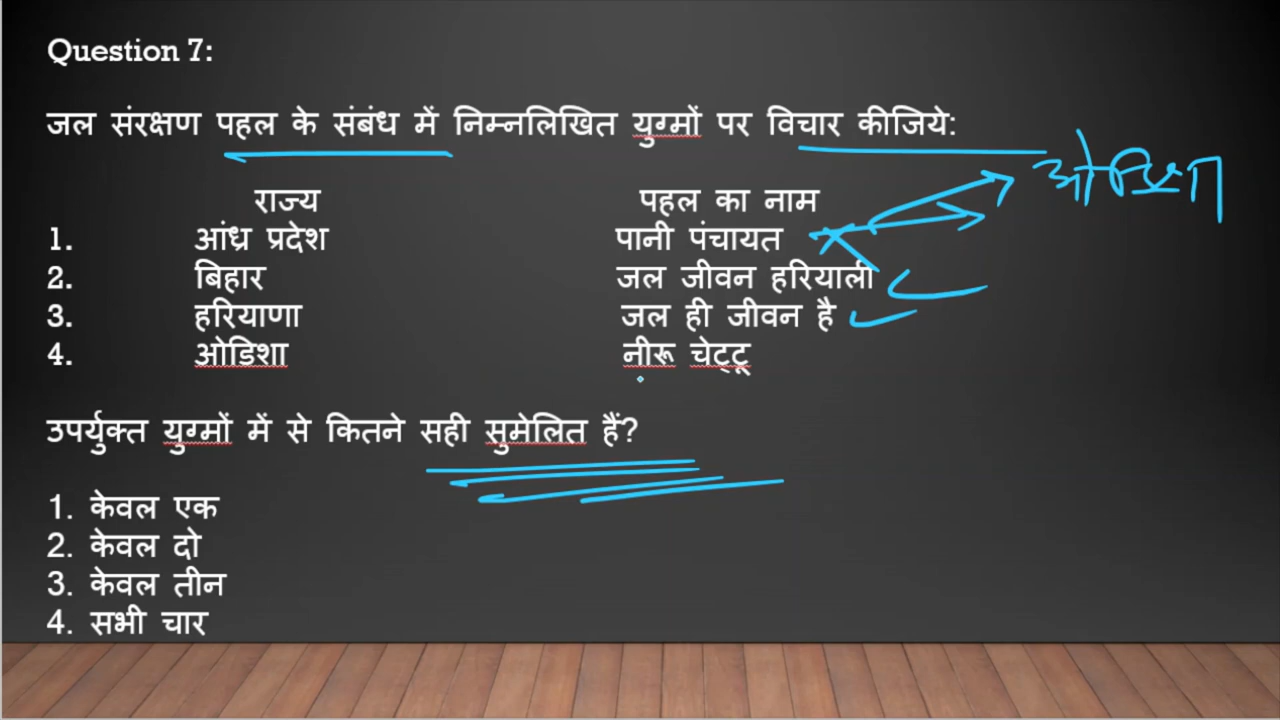 Question 7:
जल संरक्षण पहल के संबंध में निम्नलिखित युग्मों पर विचार कीजिये:
ओडिशा
राज्य पहल का नाम
1. आंध्र प्रदेश पानी पंचायत
2. बिहार जल जीवन हरियाली
3. हरियाणा जल ही जीवन है
4. ओडिशा नीरू चेट्टू
उपर्युक्त युग्मों में से कितने सही सुमेलित हैं?
1. केवल एक
2. केवल दो
3. केवल तीन
4. सभी चार